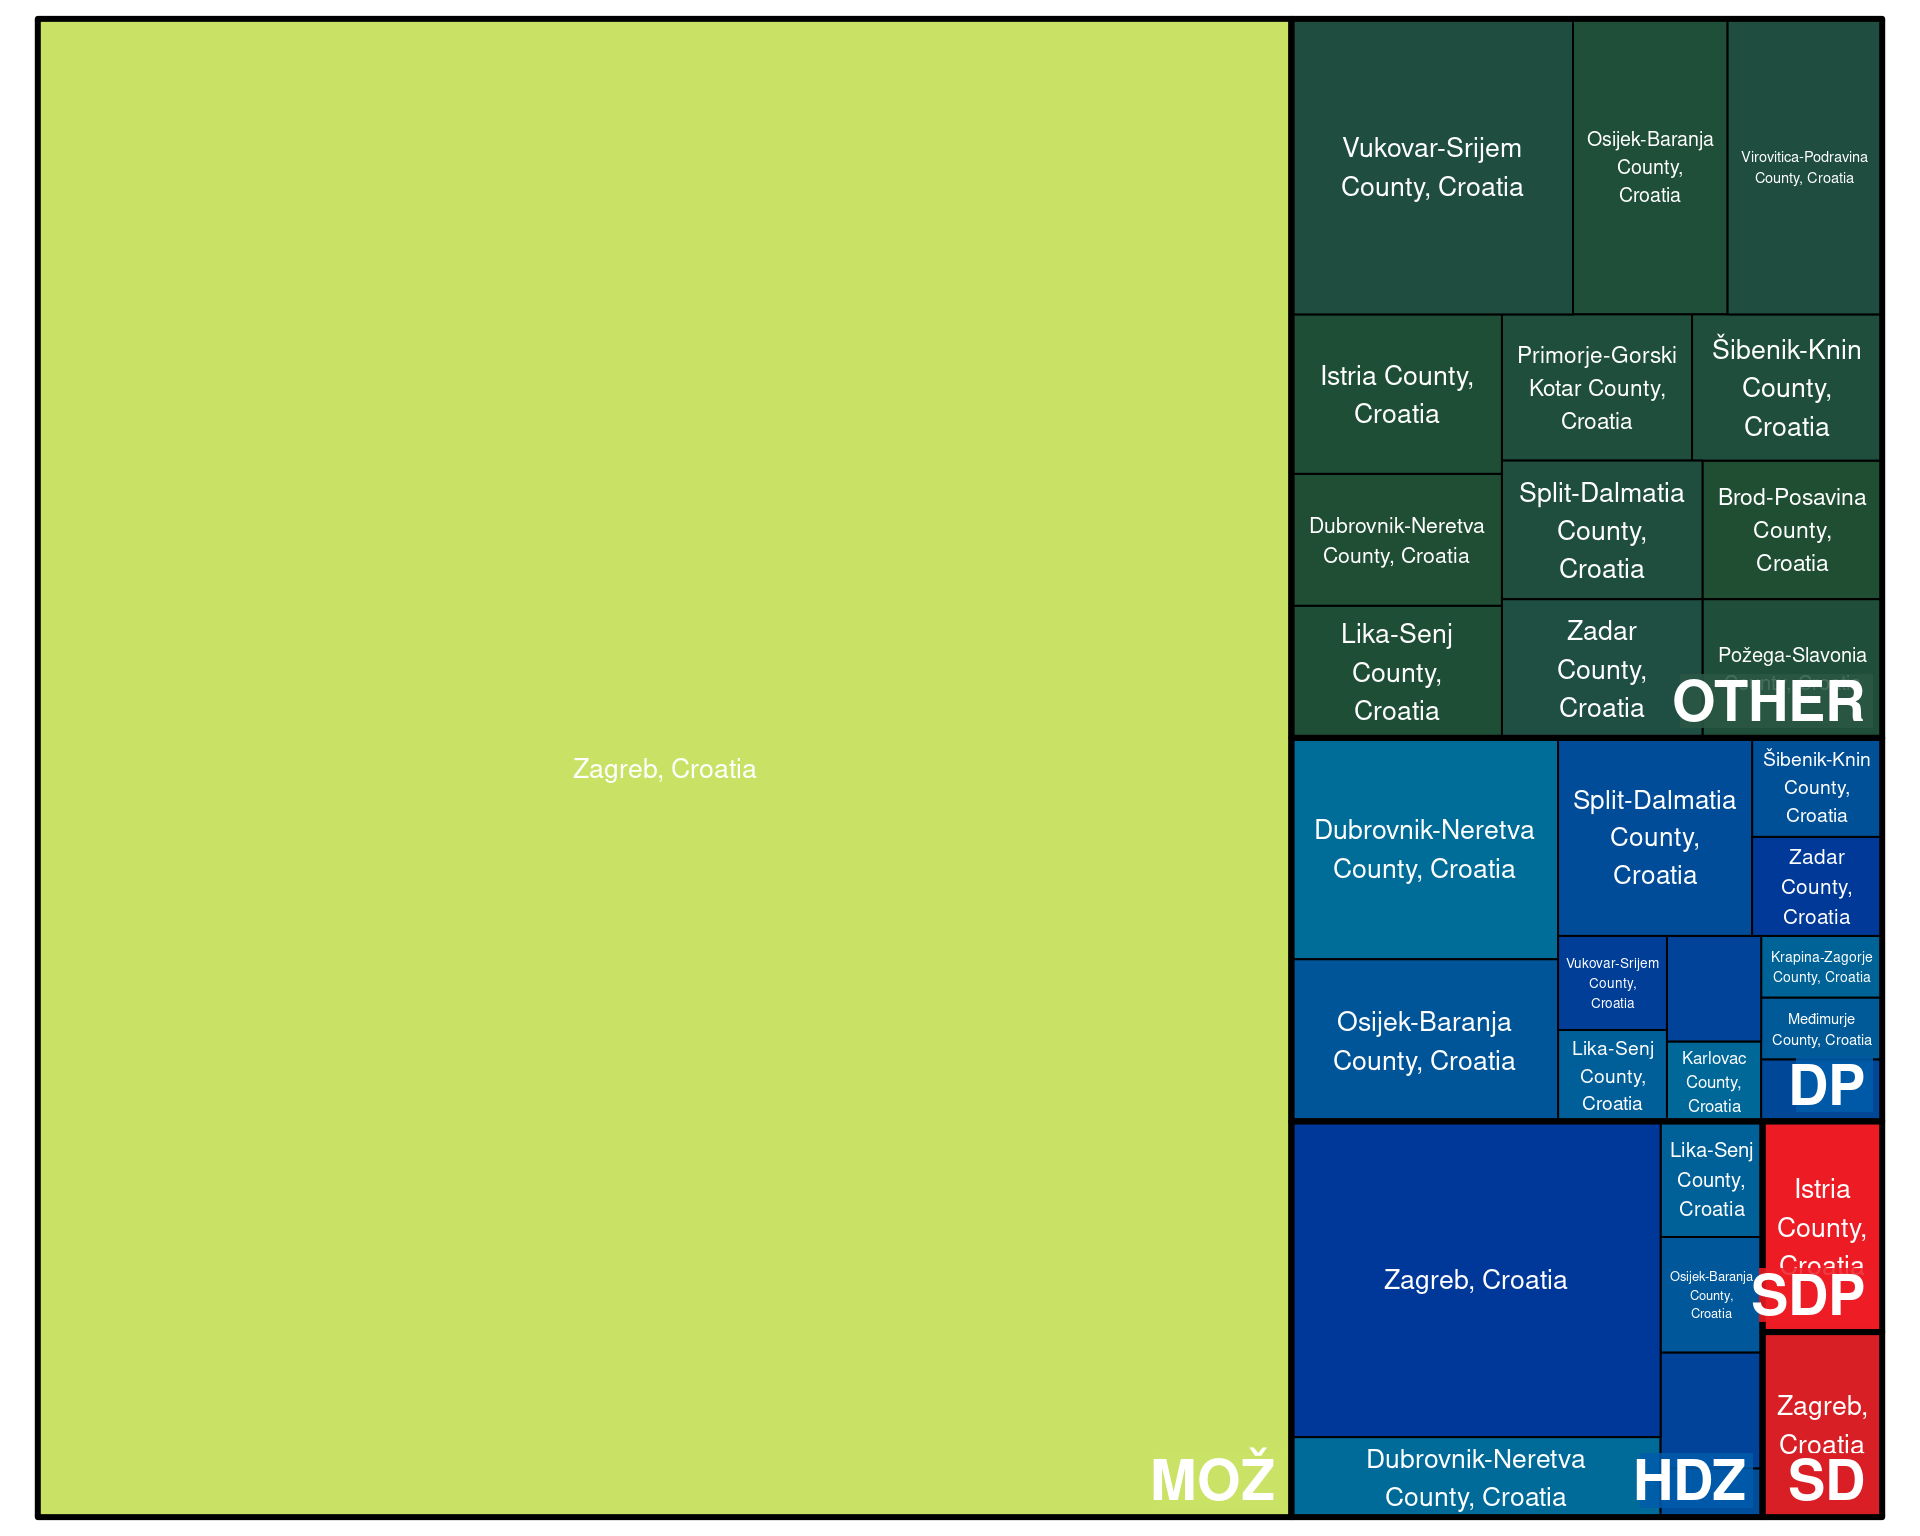 Zagreb, Croatia
MOŽ
Vukovar-Srijem
County, Croatia
Osijek-Baranja
County,
Croatia
Virovitica-Podravina
County, Croatia
Istria County,
Croatia
Primorje-Gorski
Kotar County,
Croatia
Šibenik-Knin
County,
Croatia
Dubrovnik-Neretva
County, Croatia
Split-Dalmatia
County,
Croatia
Brod-Posavina
County,
Croatia
Lika-Senj
County,
Croatia
Zadar
County,
Croatia
Požega-Slavonia
OTHER
Dubrovnik-Neretva
County, Croatia
Split-Dalmatia
County,
Croatia
Šibenik-Knin
County,
Croatia
Zadar
County,
Croatia
Osijek-Baranja
County, Croatia
Vukovar-Srijem
County,
Croatia
Krapina-Zagorje
County, Croatia
Međimurje
County, Croatia
Lika-Senj
County,
Croatia
Karlovac
County,
Croatia
DP
Zagreb, Croatia
Lika-Senj
County,
Croatia
Osijek-Baranja
County,
Croatia
Dubrovnik-Neretva
County, Croatia
HDZ
Istria
County,
Croatia
SDP
Zagreb,
Croatia
SD